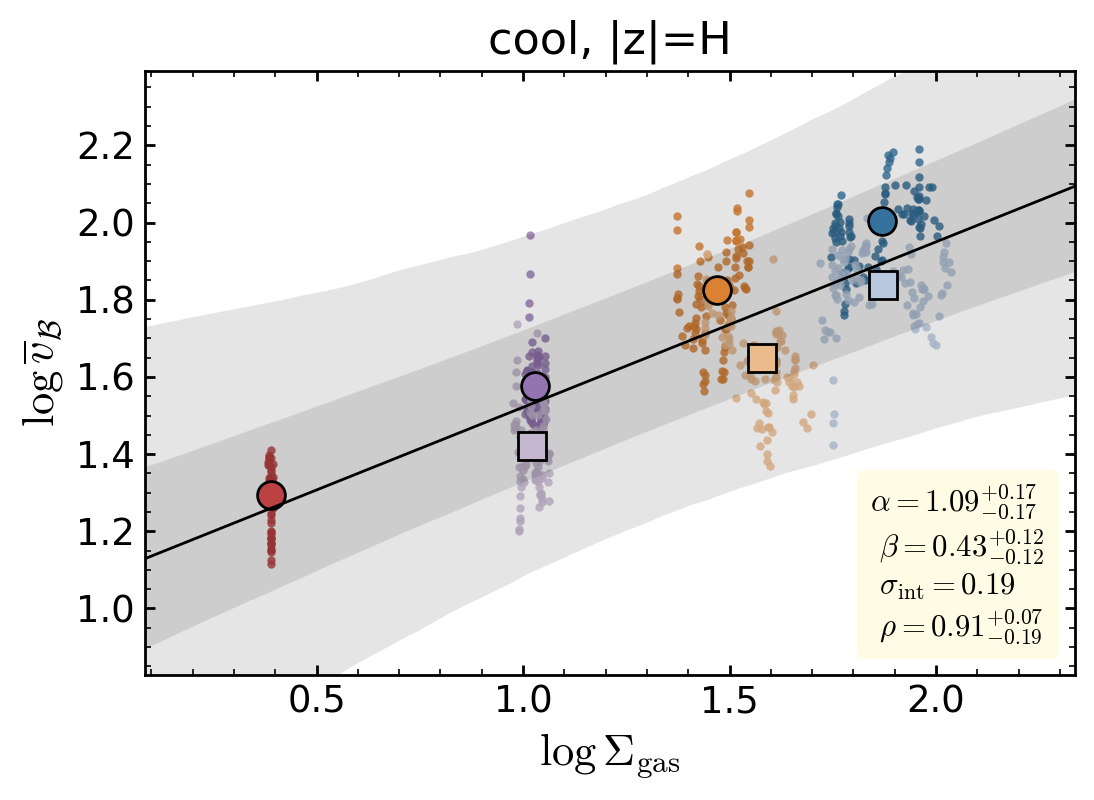 cool, |z|=H
2.2
2.0
1.8
1.6
1.4
1.2
1.0
log v̅_ℬ
α = 1.09^{+0.17}_{−0.17}
β = 0.43^{+0.12}_{−0.12}
σ_int = 0.19
ρ = 0.91^{+0.07}_{−0.19}
0.5 1.0 1.5 2.0
log Σ_gas